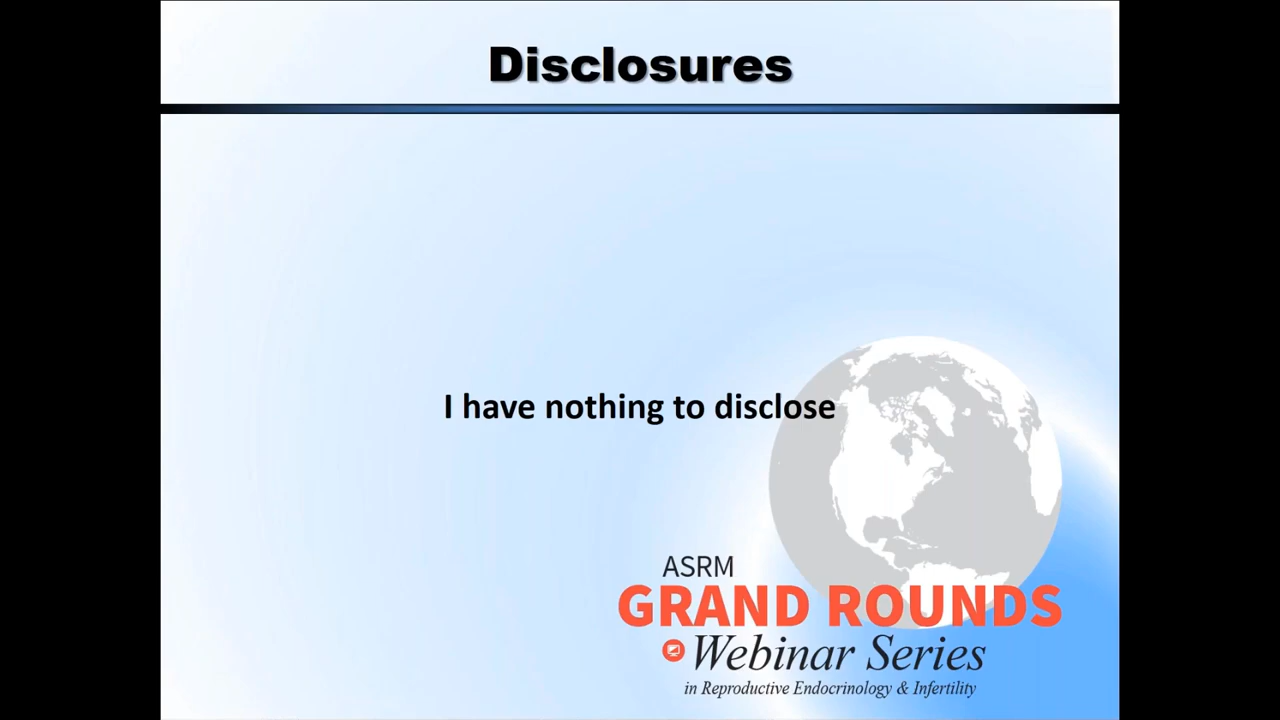 Disclosures
I have nothing to disclose
ASRM
GRAND ROUNDS
Webinar Series
in Reproductive Endocrinology & Infertility